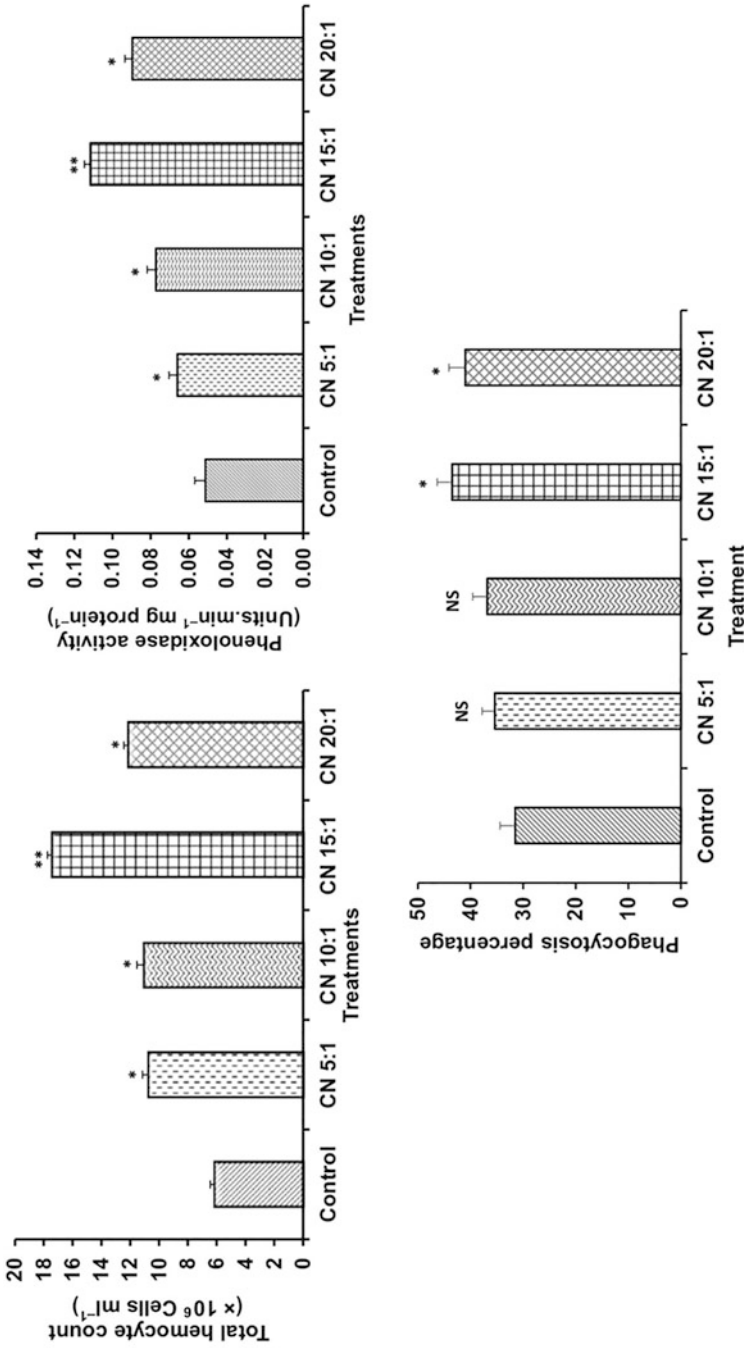 Total hemocyte count
(× 10⁶ Cells ml⁻¹)
20
18
16
14
12
10
8
6
4
2
0
*
*
**
*
Control
CN 5:1
CN 10:1
CN 15:1
CN 20:1
Treatments
Phenoloxidase activity
(Units.min⁻¹ mg protein⁻¹)
0.14
0.12
0.10
0.08
0.06
0.04
0.02
0.00
*
*
**
*
Control
CN 5:1
CN 10:1
CN 15:1
CN 20:1
Treatments
Phagocytosis percentage
50
40
30
20
10
0
NS
NS
*
*
Control
CN 5:1
CN 10:1
CN 15:1
CN 20:1
Treatment